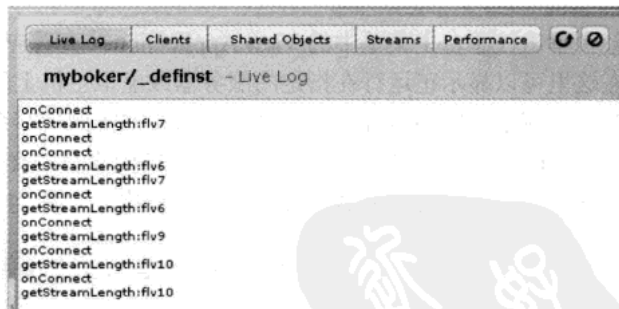 Live Log Clients Shared Objects Streams Performance
myboker/_definst – Live Log
onConnect
getStreamLength:flv7
onConnect
onConnect
getStreamLength:flv6
getStreamLength:flv7
onConnect
getStreamLength:flv6
onConnect
getStreamLength:flv9
onConnect
getStreamLength:flv10
onConnect
getStreamLength:flv10